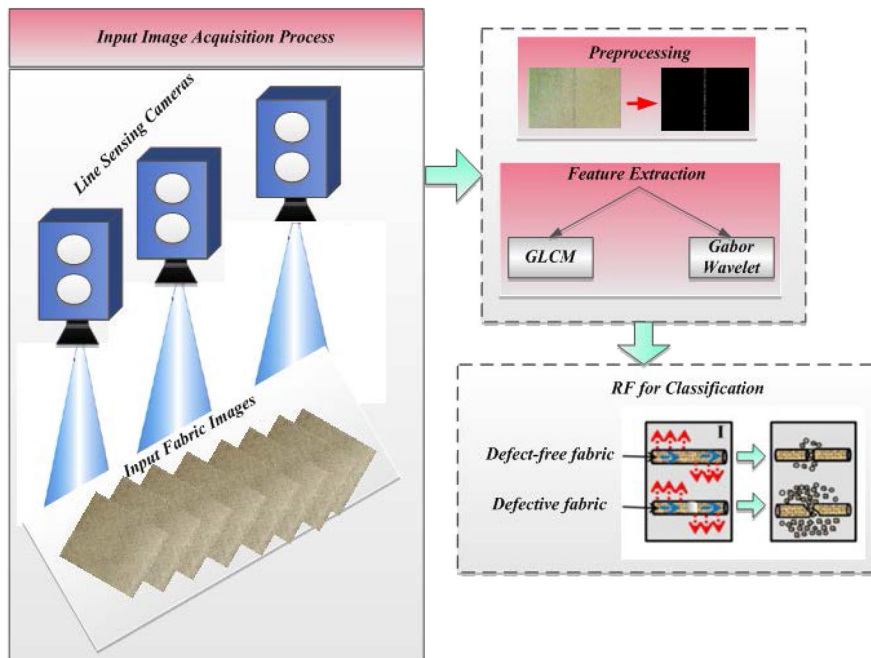 Input Image Acquisition Process
Line Sensing Cameras
Input Fabric Images
Preprocessing
Feature Extraction
GLCM
Gabor
Wavelet
RF for Classification
I
Defect-free fabric
Defective fabric